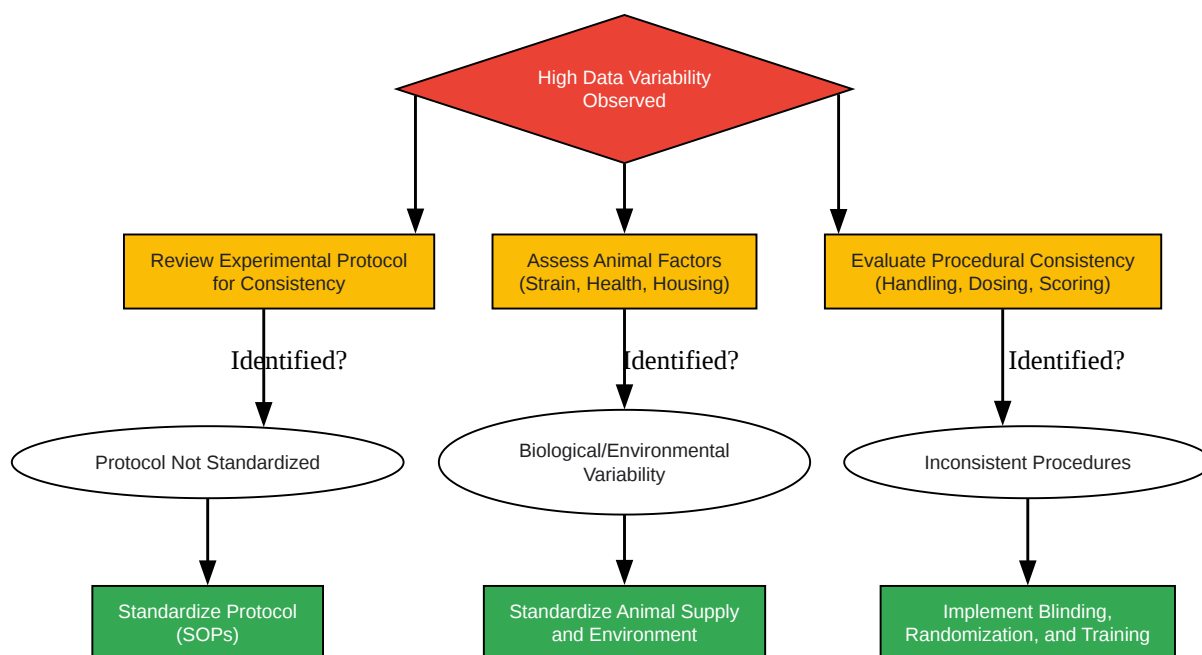 High Data Variability
Observed
Review Experimental Protocol
for Consistency
Assess Animal Factors
(Strain, Health, Housing)
Evaluate Procedural Consistency
(Handling, Dosing, Scoring)
Identified?
Identified?
Identified?
Protocol Not Standardized
Biological/Environmental
Variability
Inconsistent Procedures
Standardize Protocol
(SOPs)
Standardize Animal Supply
and Environment
Implement Blinding,
Randomization, and Training